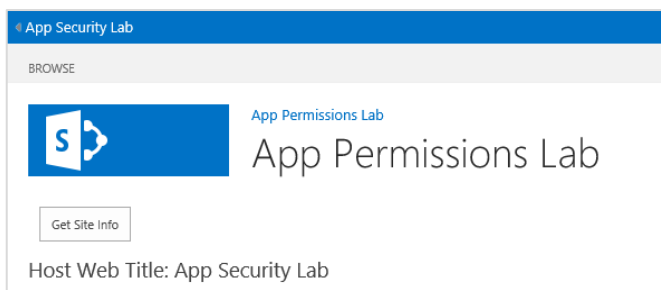 App Security Lab
BROWSE
S
App Permissions Lab
App Permissions Lab
Get Site Info
Host Web Title: App Security Lab